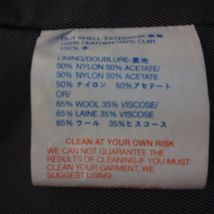 OUT SHELL-EXTERIEUR-表地
100% LEATHER/100% CUIR
100% 革
LINING/DOUBLURE-裏地
50% NYLON 50% ACETATE/
50% NYLON 50% ACETATE
50% ナイロン 50% アセテート
OR/
65% WOOL 35% VISCOSE/
65% LAINE 35% VISCOSE
65% ウール 35% ビスコース
CLEAN AT YOUR OWN RISK
WE CAN NOT GUARANTEE THE
RESULTS OF CLEANING.IF YOU MUST
CLEAN YOUR GARMENT, WE
SUGGEST USING